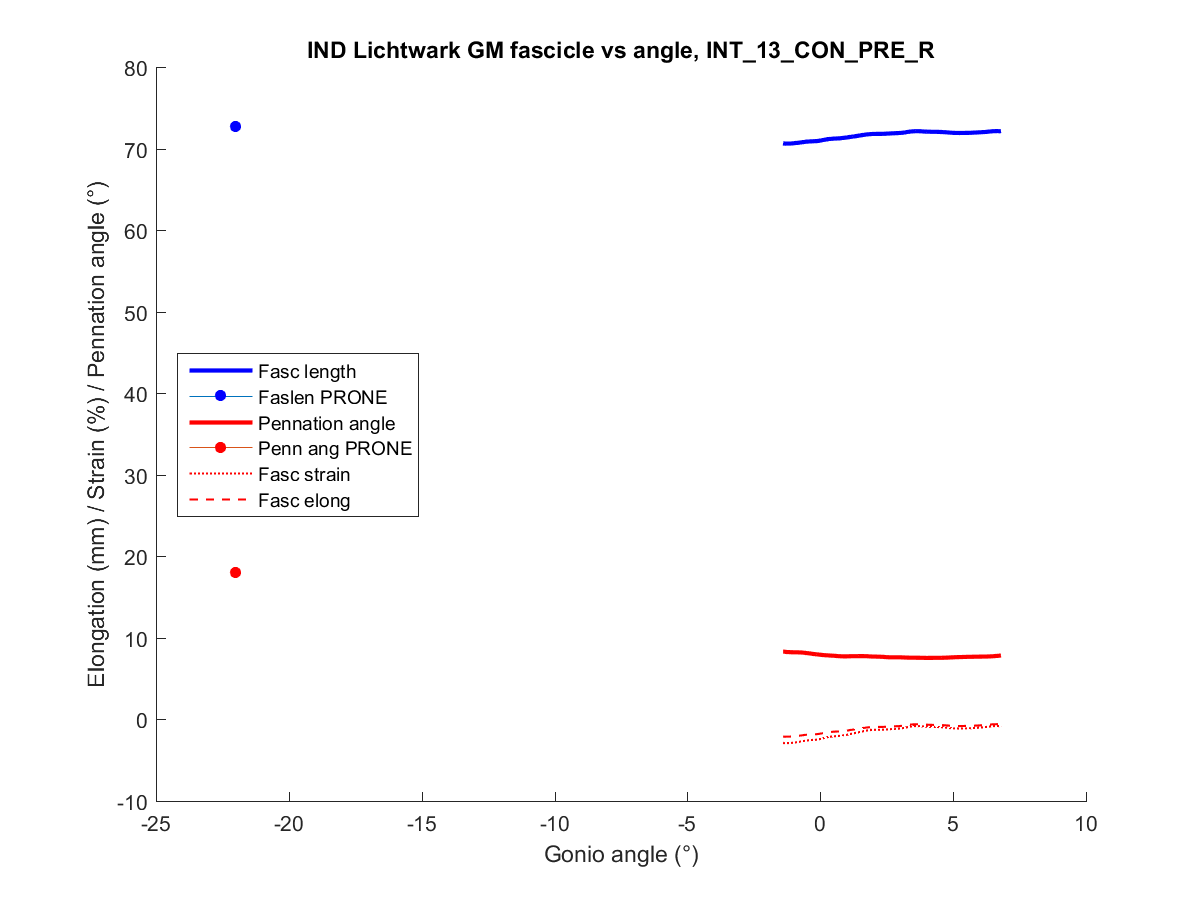 IND Lichtwark GM fascicle vs angle, INT_13_CON_PRE_R
80
70
60
50
40
30
20
10
0
-10
Elongation (mm) / Strain (%) / Pennation angle (°)
Fasc length
Faslen PRONE
Pennation angle
Penn ang PRONE
Fasc strain
Fasc elong
-25 -20 -15 -10 -5 0 5 10
Gonio angle (°)